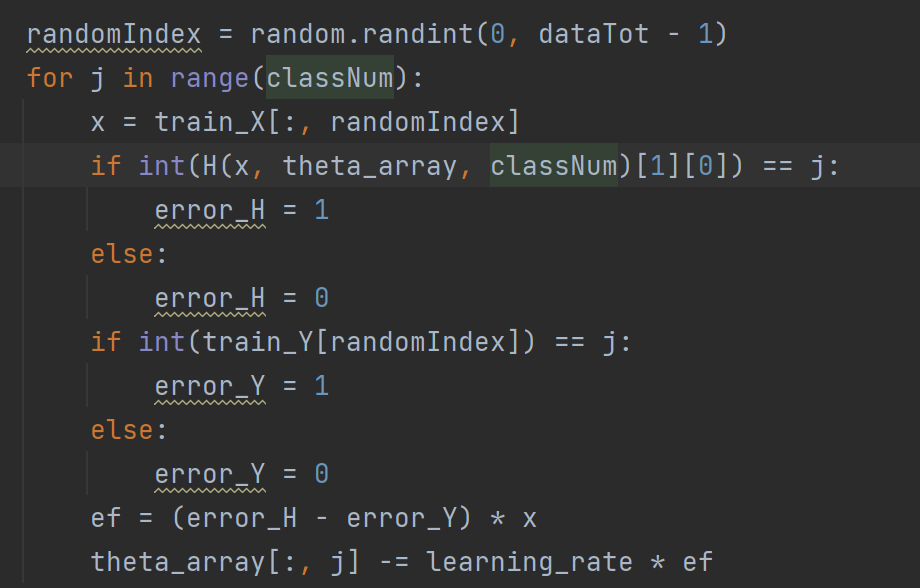 randomIndex = random.randint(0, dataTot - 1)
for j in range(classNum):
    x = train_X[:, randomIndex]
    if int(H(x, theta_array, classNum)[1][0]) == j:
        error_H = 1
    else:
        error_H = 0
    if int(train_Y[randomIndex]) == j:
        error_Y = 1
    else:
        error_Y = 0
    ef = (error_H - error_Y) * x
    theta_array[:, j] -= learning_rate * ef